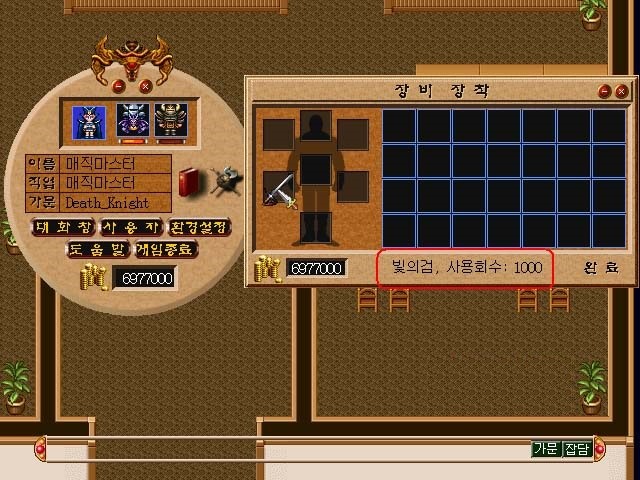 이름 매직마스터
직업 매직마스터
가문 Death_Knight
대화창 사용자 환경설정
도움말 게임종료
6977000
장비 장착
6977000 빛의검, 사용회수: 1000 완료
가문 잡담